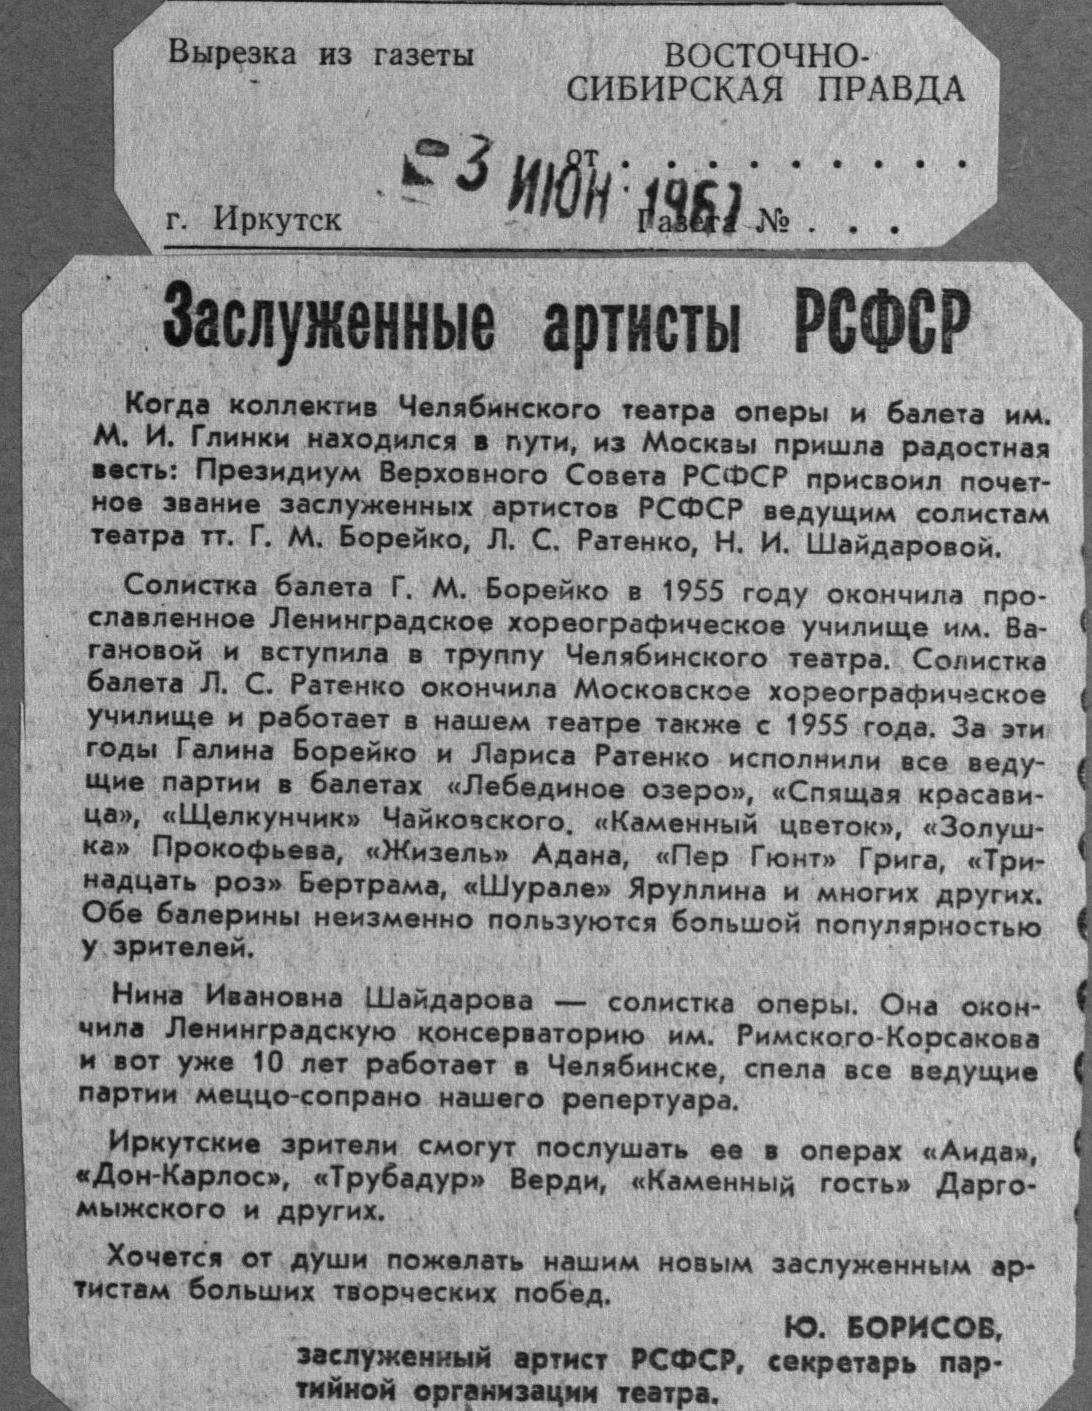 Вырезка из газеты
ВОСТОЧНО-
СИБИРСКАЯ ПРАВДА
от . . . . . . . . .
- 3 ИЮН 196
г. Иркутск
Газета № . . .
Заслуженные артисты РСФСР
Когда коллектив Челябинского театра оперы и балета им.
М. И. Глинки находился в пути, из Москвы пришла радостная
весть: Президиум Верховного Совета РСФСР присвоил почет-
ное звание заслуженных артистов РСФСР ведущим солистам
театра тт. Г. М. Борейко, Л. С. Ратенко, Н. И. Шайдаровой.
Солистка балета Г. М. Борейко в 1955 году окончила про-
славленное Ленинградское хореографическое училище им. Ва-
гановой и вступила в труппу Челябинского театра. Солистка
балета Л. С. Ратенко окончила Московское хореографическое
училище и работает в нашем театре также с 1955 года. За эти
годы Галина Борейко и Лариса Ратенко исполнили все веду-
щие партии в балетах «Лебединое озеро», «Спящая красави-
ца», «Щелкунчик» Чайковского. «Каменный цветок», «Золуш-
ка» Прокофьева, «Жизель» Адана, «Пер Гюнт» Грига, «Три-
надцать роз» Бертрама, «Шурале» Яруллина и многих других.
Обе балерины неизменно пользуются большой популярностью
у зрителей.
Нина Ивановна Шайдарова — солистка оперы. Она окон-
чила Ленинградскую консерваторию им. Римского-Корсакова
и вот уже 10 лет работает в Челябинске, спела все ведущие
партии меццо-сопрано нашего репертуара.
Иркутские зрители смогут послушать ее в операх «Аида»,
«Дон-Карлос», «Трубадур» Верди, «Каменный гость» Дарго-
мыжского и других.
Хочется от души пожелать нашим новым заслуженным ар-
тистам больших творческих побед.
Ю. БОРИСОВ,
заслуженный артист РСФСР, секретарь пар-
тийной организации театра.